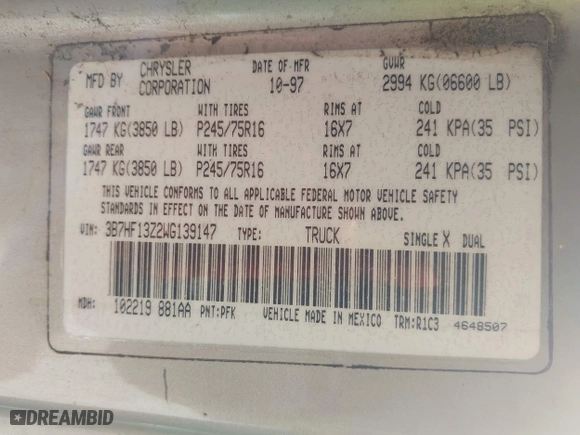 MFD BY CHRYSLER CORPORATION DATE OF MFR 10-97 GVWR 2994 KG(06600 LB)
GAWR FRONT WITH TIRES RIMS AT COLD
1747 KG(3850 LB) P245/75R16 16X7 241 KPA(35 PSI)
GAWR REAR WITH TIRES RIMS AT COLD
1747 KG(3850 LB) P245/75R16 16X7 241 KPA(35 PSI)
THIS VEHICLE CONFORMS TO ALL APPLICABLE FEDERAL MOTOR VEHICLE SAFETY
STANDARDS IN EFFECT ON THE DATE OF MANUFACTURE SHOWN ABOVE.
VIN: 3B7HF13Z2WG139147 TYPE: TRUCK SINGLE X DUAL
MDH: 102219 881AA PNT:PFK VEHICLE MADE IN MEXICO TRM:R1C3 4648507
DREAMBID